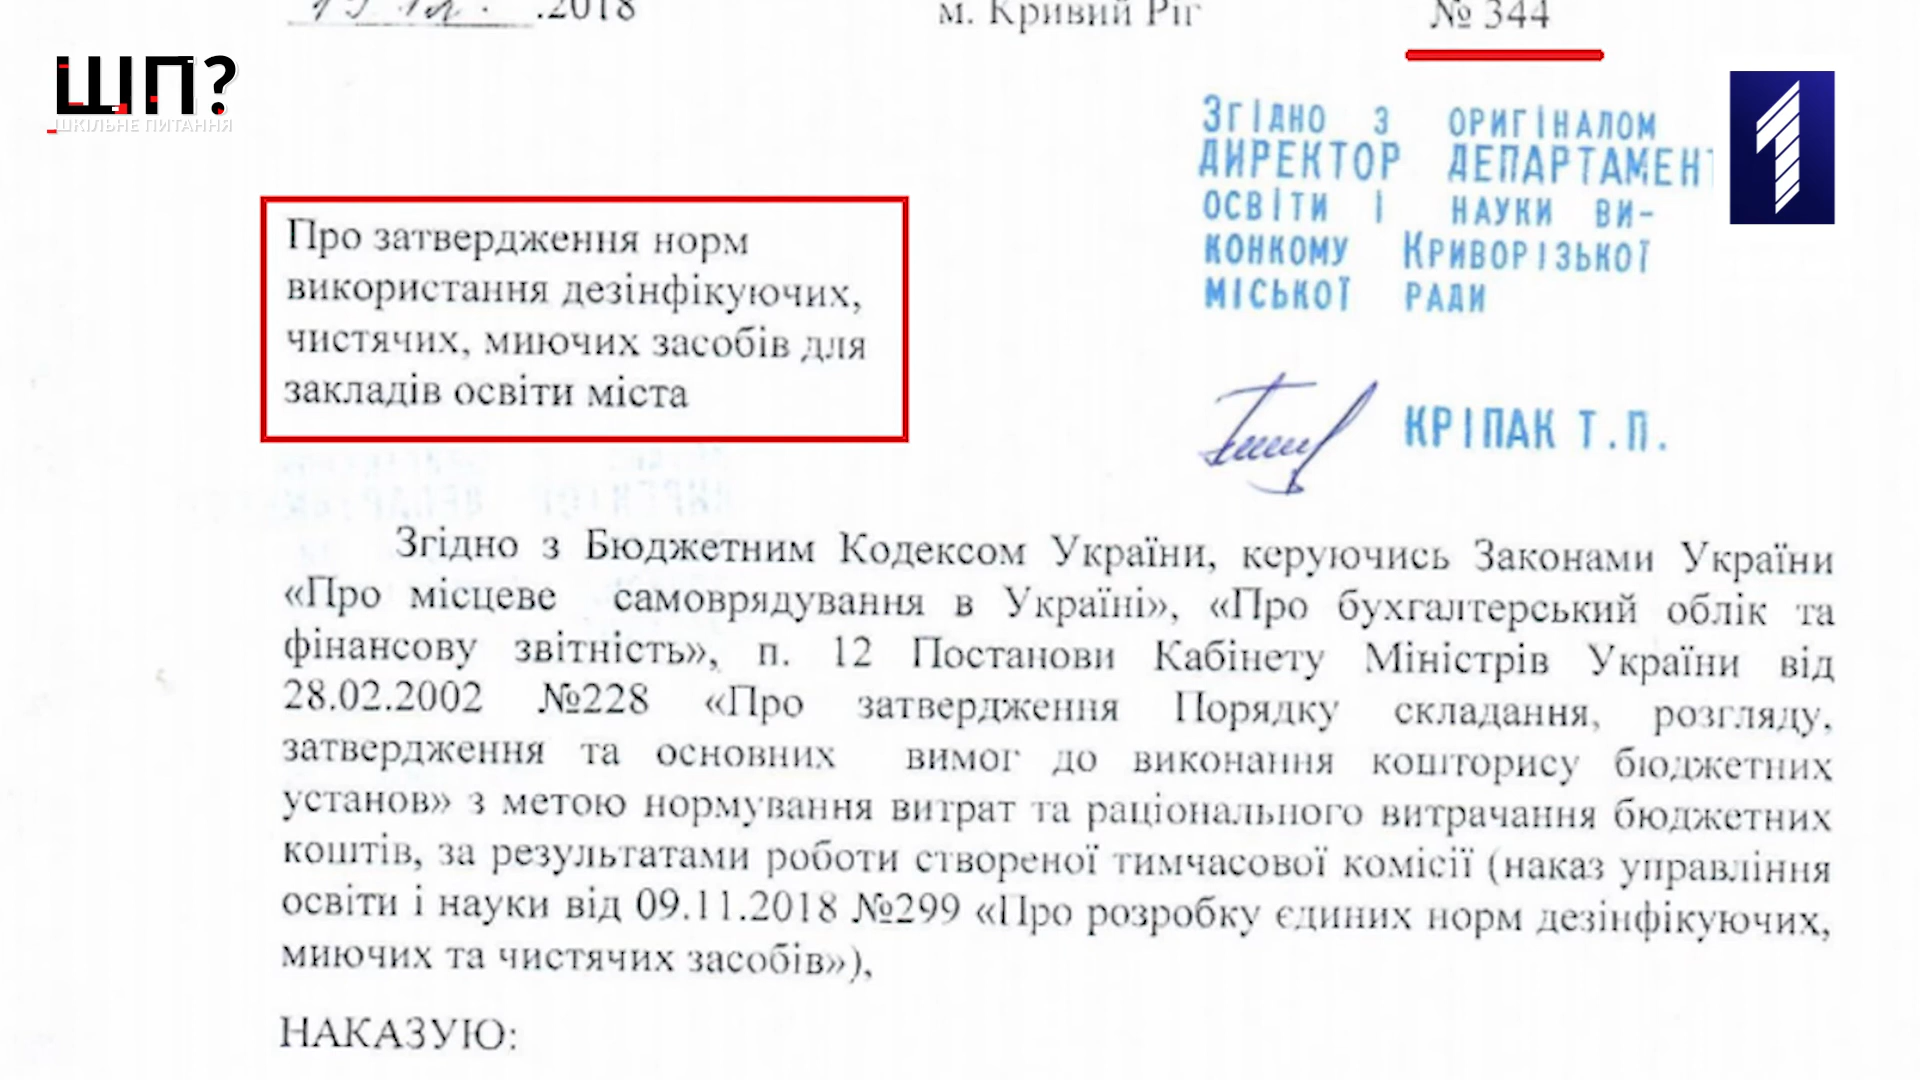 .2018 м. Кривий Ріг № 344
ШП?
ШКІЛЬНЕ ПИТАННЯ
1
Згідно з оригіналом
директор департамент
освіти і науки ви-
конкому Криворізької
міської ради
Кріпак Т.П.
Про затвердження норм
використання дезінфікуючих,
чистячих, миючих засобів для
закладів освіти міста
Згідно з Бюджетним Кодексом України, керуючись Законами України
«Про місцеве самоврядування в Україні», «Про бухгалтерський облік та
фінансову звітність», п. 12 Постанови Кабінету Міністрів України від
28.02.2002 №228 «Про затвердження Порядку складання, розгляду,
затвердження та основних вимог до виконання кошторису бюджетних
установ» з метою нормування витрат та раціонального витрачання бюджетних
коштів, за результатами роботи створеної тимчасової комісії (наказ управління
освіти і науки від 09.11.2018 №299 «Про розробку єдиних норм дезінфікуючих,
миючих та чистячих засобів»),
НАКАЗУЮ: